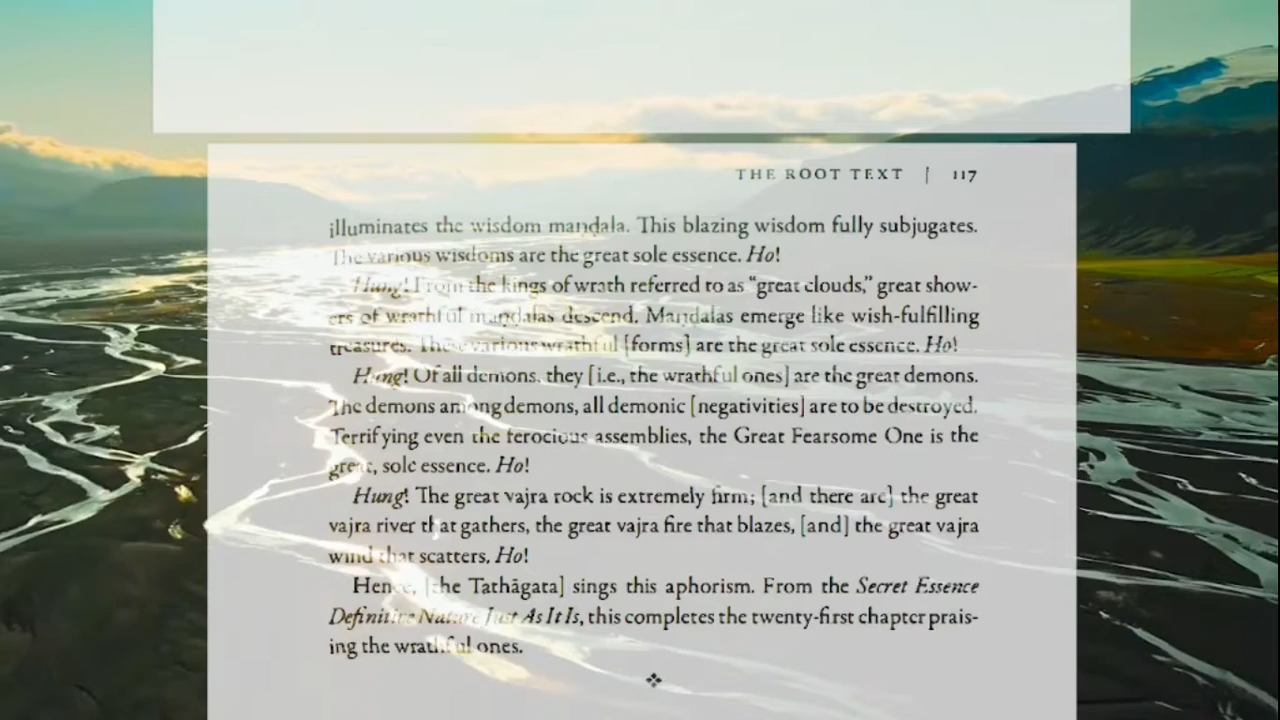 THE ROOT TEXT | 117
illuminates the wisdom maṇḍala. This blazing wisdom fully subjugates.
The various wisdoms are the great sole essence. Ho!
Hung! From the kings of wrath referred to as “great clouds,” great show-
ers of wrathful maṇḍalas descend. Maṇḍalas emerge like wish-fulfilling
treasures. These various wrathful [forms] are the great sole essence. Ho!
Hung! Of all demons, they [i.e., the wrathful ones] are the great demons.
The demons among demons, all demonic [negativities] are to be destroyed.
Terrifying even the ferocious assemblies, the Great Fearsome One is the
great, sole essence. Ho!
Hung! The great vajra rock is extremely firm; [and there are] the great
vajra river that gathers, the great vajra fire that blazes, [and] the great vajra
wind that scatters. Ho!
Hence, [the Tathāgata] sings this aphorism. From the Secret Essence
Definitive Nature Just As It Is, this completes the twenty-first chapter prais-
ing the wrathful ones.